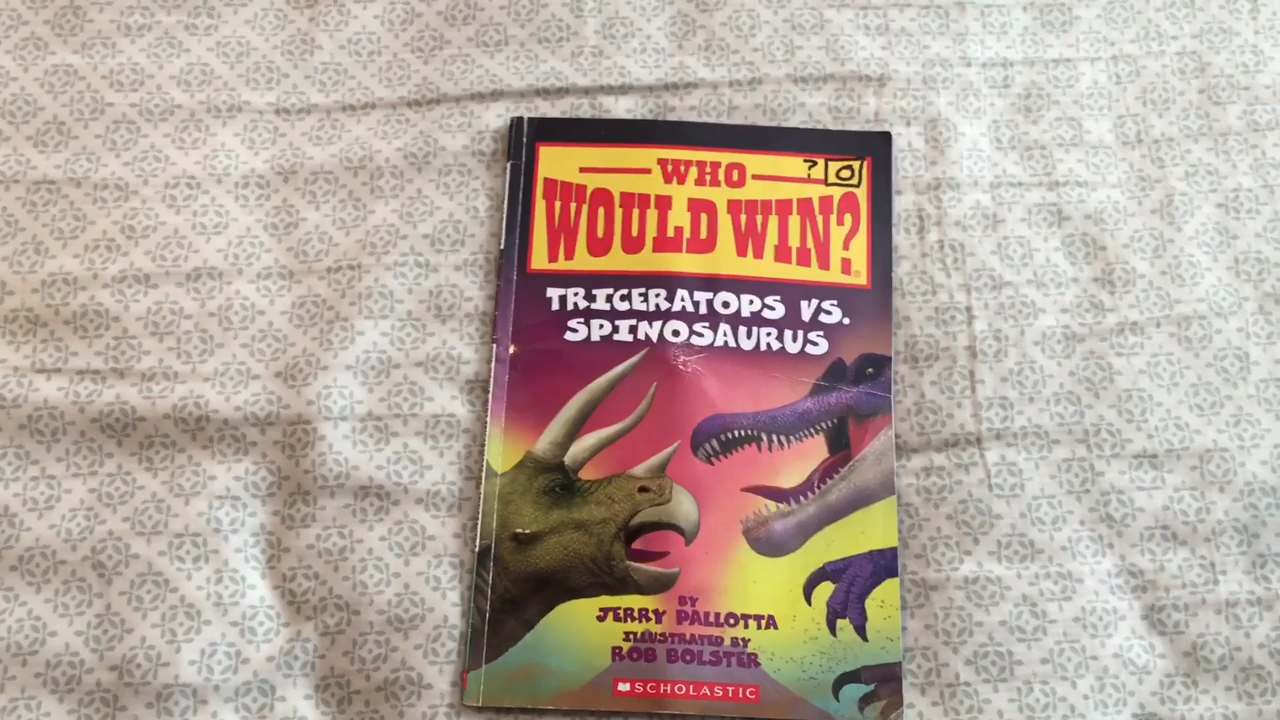 WHO
? O
WOULD WIN?
TRICERATOPS VS.
SPINOSAURUS
BY
JERRY PALLOTTA
ILLUSTRATED BY
ROB BOLSTER
SCHOLASTIC